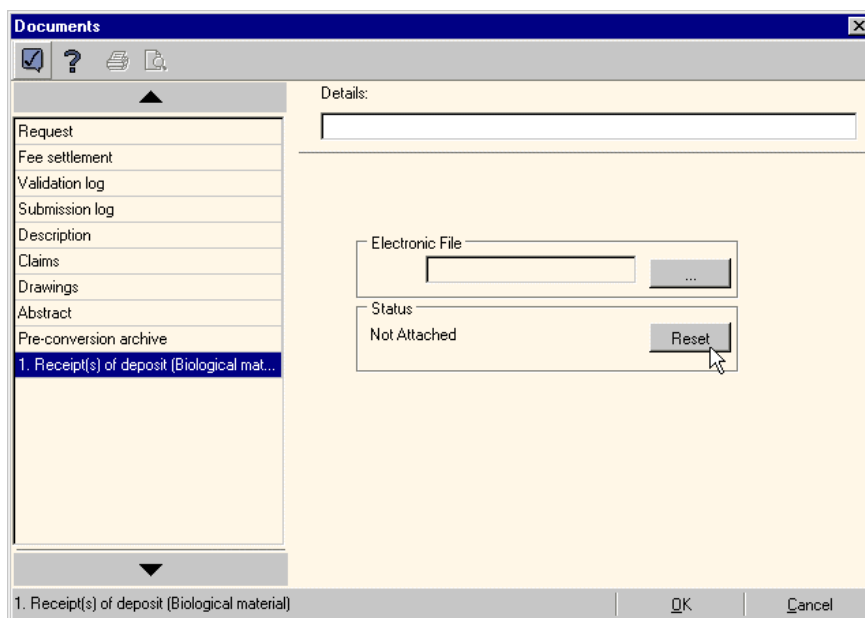 Documents
?
Details:
Request
Fee settlement
Validation log
Submission log
Description
Claims
Drawings
Abstract
Pre-conversion archive
1. Receipt(s) of deposit (Biological mat...
Electronic File
...
Status
Not Attached
Reset
1. Receipt(s) of deposit (Biological material)
OK
Cancel